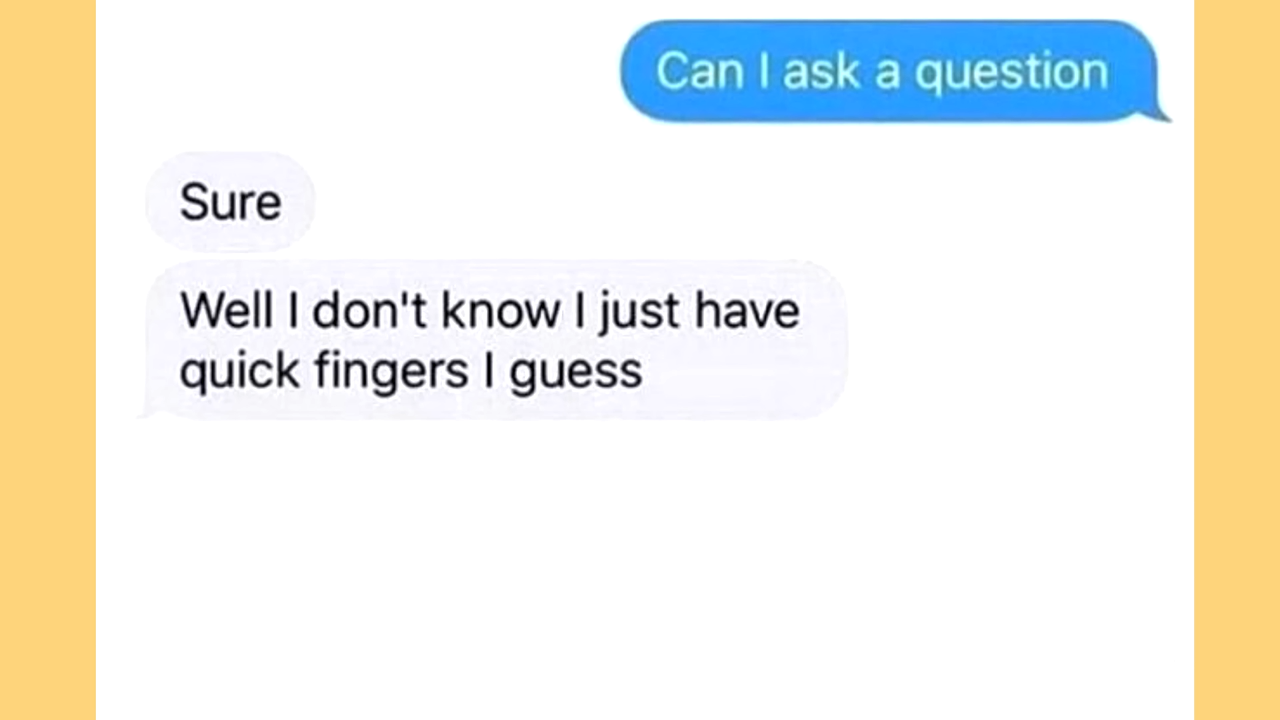 Can I ask a question
Sure
Well I don't know I just have
quick fingers I guess